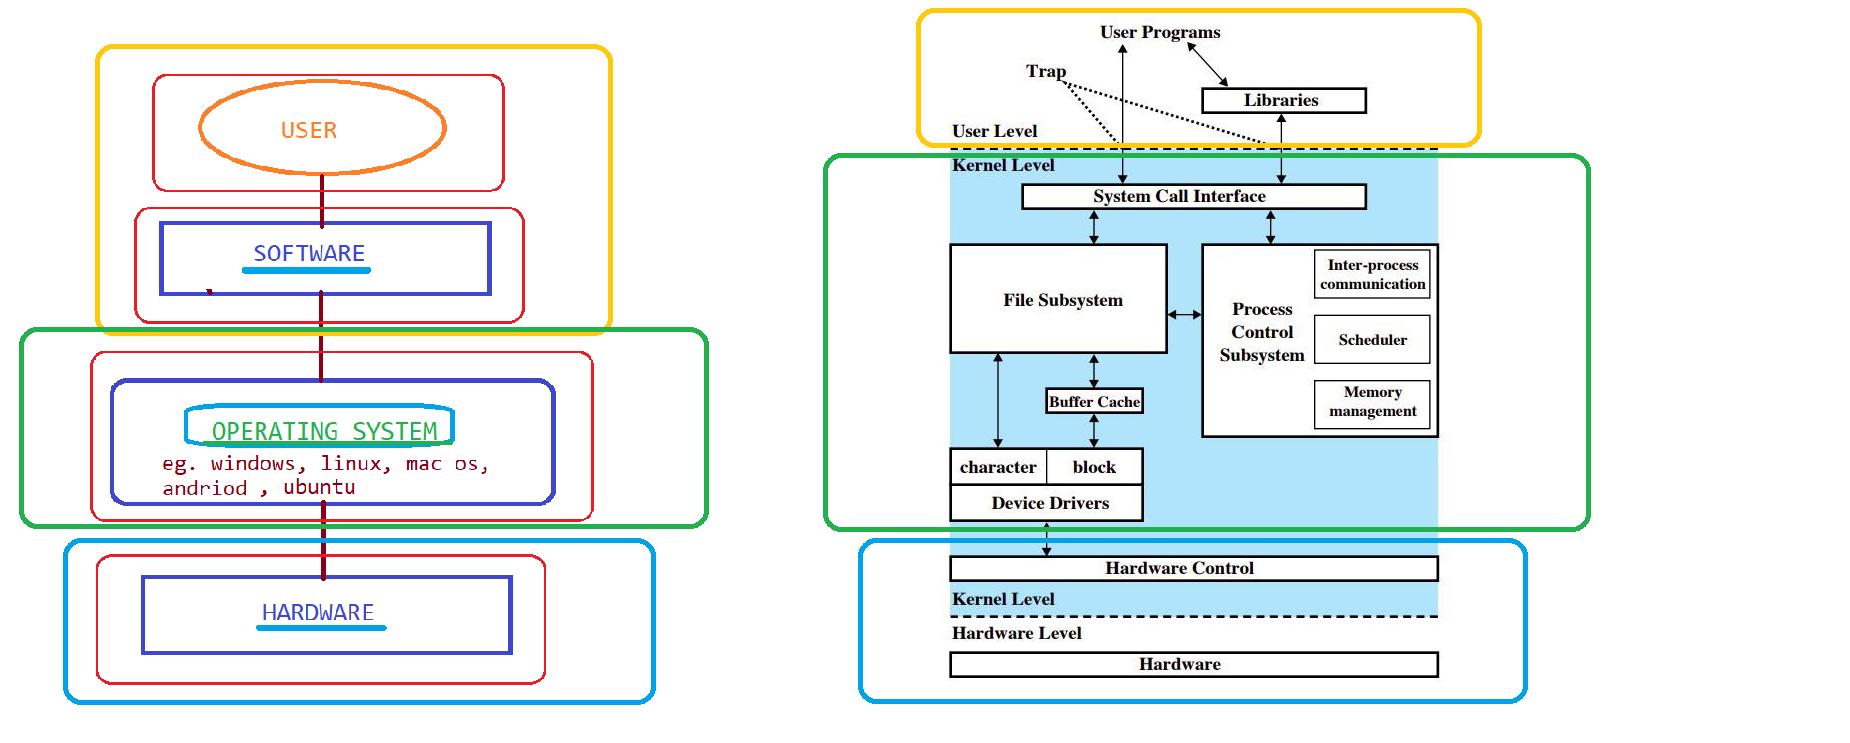 USER
SOFTWARE
OPERATING SYSTEM
eg. windows, linux, mac os,
andriod , ubuntu
HARDWARE
User Programs
Trap
Libraries
User Level
Kernel Level
System Call Interface
File Subsystem
Process
Control
Subsystem
Inter-process
communication
Scheduler
Memory
management
Buffer Cache
character
block
Device Drivers
Hardware Control
Kernel Level
Hardware Level
Hardware